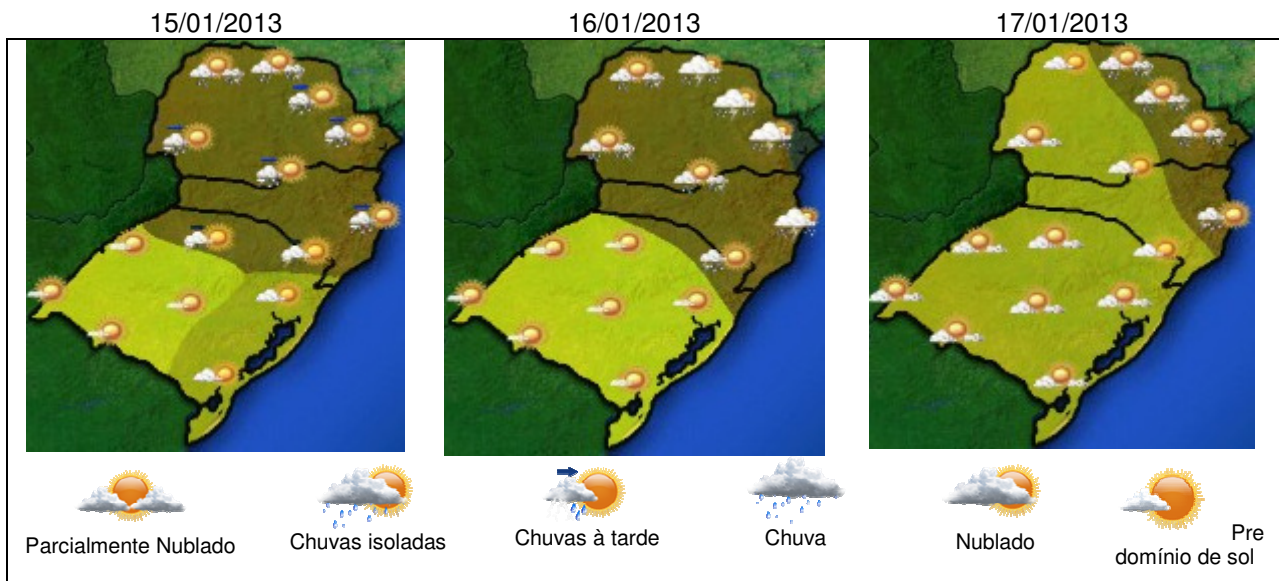 15/01/2013
16/01/2013
17/01/2013
Parcialmente Nublado
Chuvas isoladas
Chuvas à tarde
Chuva
Nublado
Pre
domínio de sol